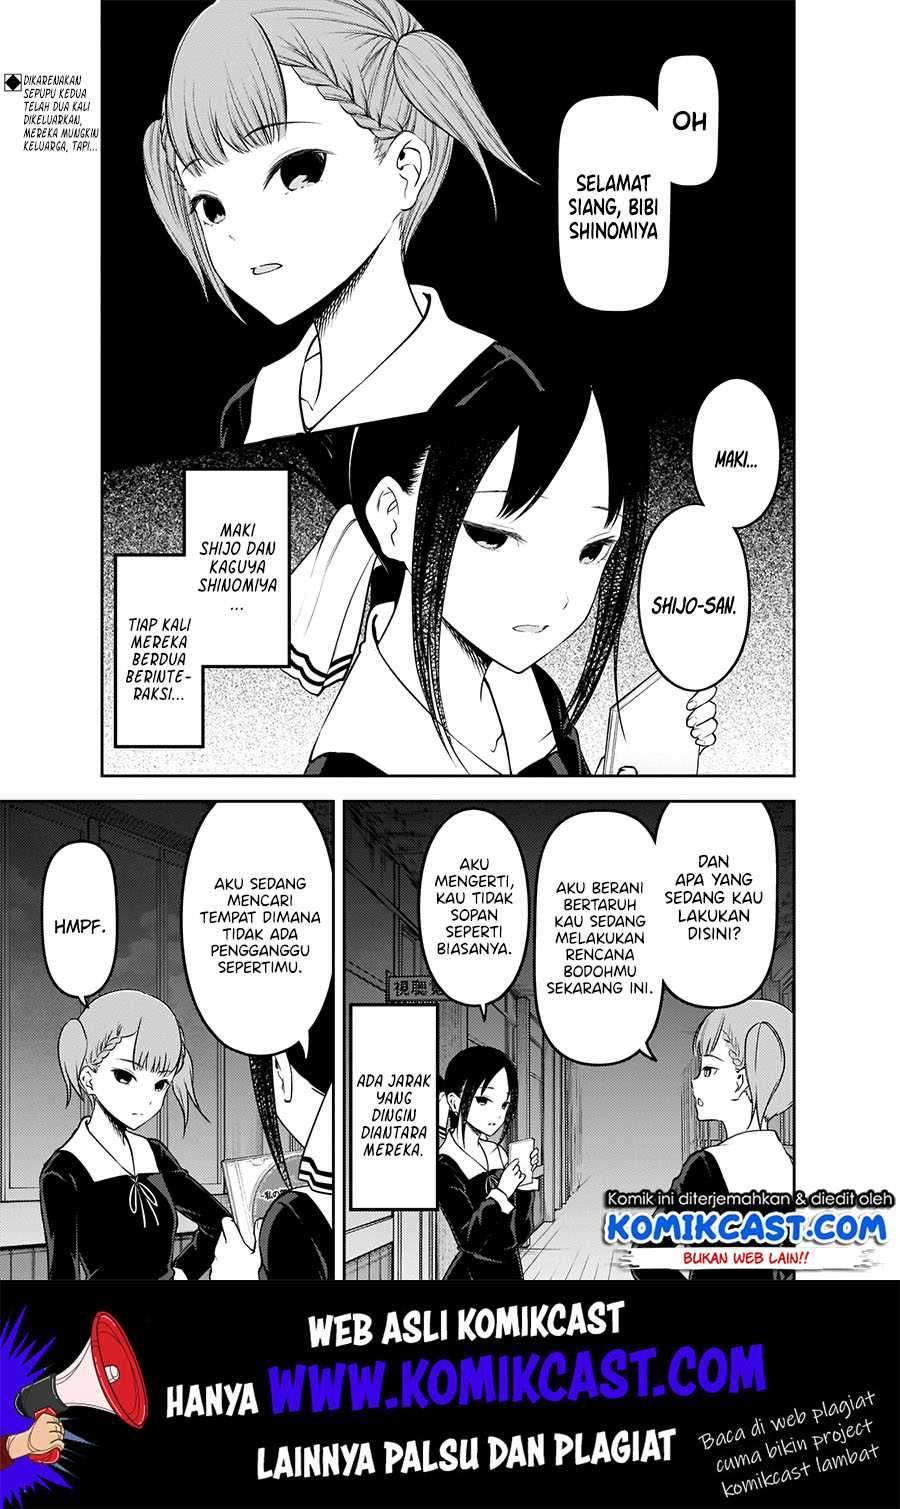 DIKARENAKAN
SEPUPU KEDUA
TELAH DUA KALI
DIKELUARKAN,
MEREKA MUNGKIN
KELUARGA, TAPI...
OH
SELAMAT
SIANG, BIBI
SHINOMIYA
MAKI...
SHIJO-SAN.
MAKI
SHIJO DAN
KAGUYA
SHINOMIYA
...
TIAP KALI
MEREKA
BERDUA
BERINTE-
RAKSI...
DAN
APA YANG
SEDANG KAU
LAKUKAN
DISINI?
AKU BERANI
BERTARUH
KAU SEDANG
MELAKUKAN
RENCANA
BODOHMU
SEKARANG INI.
AKU
MENGERTI,
KAU TIDAK
SOPAN
SEPERTI
BIASANYA.
視聴覚
ADA JARAK
YANG
DINGIN
DIANTARA
MEREKA.
AKU SEDANG
MENCARI
TEMPAT DIMANA
TIDAK ADA
PENGGANGGU
SEPERTIMU.
HMPF.
Komik ini diterjemahkan & diedit oleh
KOMIKCAST.COM
BUKAN WEB LAIN!!
WEB ASLI KOMIKCAST
HANYA WWW.KOMIKCAST.COM
LAINNYA PALSU DAN PLAGIAT
Baca di web plagiat
cuma bikin project
komikcast lambat